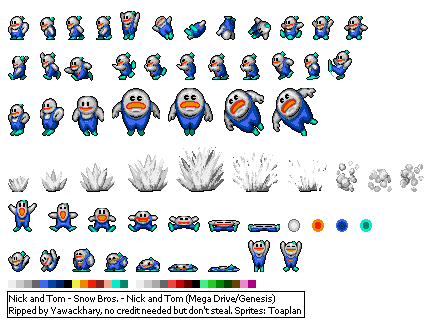 Nick and Tom - Snow Bros. - Nick and Tom (Mega Drive/Genesis)
Ripped by Yawackhary, no credit needed but don't steal. Sprites: Toaplan